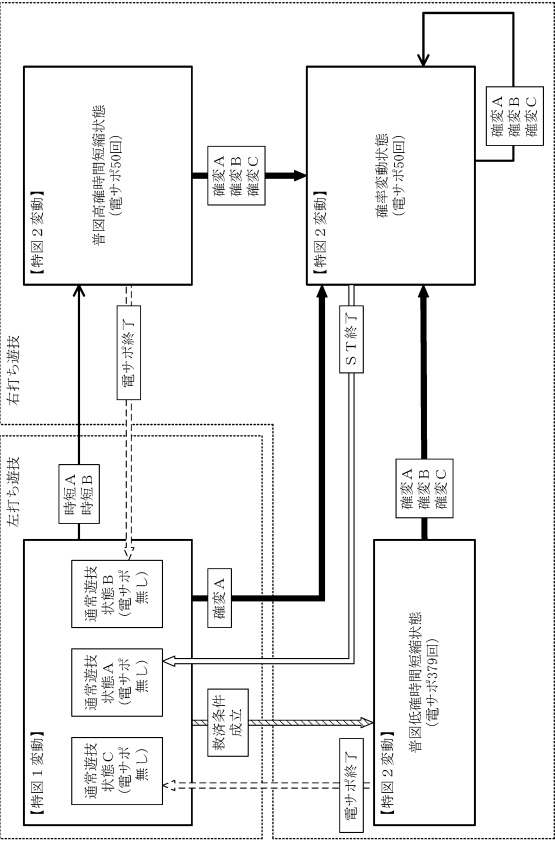 左打ち遊技
右打ち遊技
【特図１変動】
通常遊技
状態C
(電サポ
無し)
通常遊技
状態A
(電サポ
無し)
通常遊技
状態B
(電サポ
無し)
時短A
時短B
【特図２変動】
普図高確時間短縮状態
(電サポ50回)
電サポ終了
確変A
確変A
確変B
確変C
救済条件
成立
電サポ終了
ＳＴ終了
【特図２変動】
普図低確時間短縮状態
(電サポ379回)
確変A
確変B
確変C
【特図２変動】
確率変動状態
(電サポ50回)
確変A
確変B
確変C